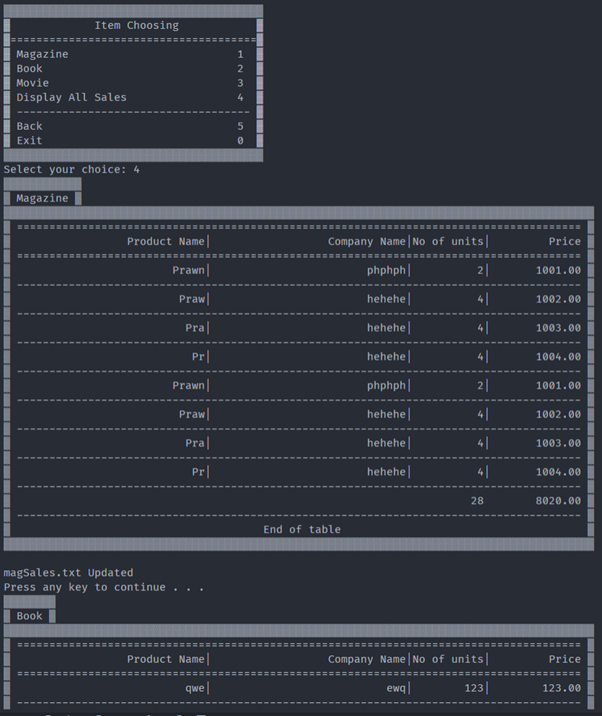 Item Choosing
=====================================
Magazine 1
Book 2
Movie 3
Display All Sales 4
------------------------------------
Back 5
Exit 0
Select your choice: 4
Magazine
=======================================================================================
Product Name| Company Name|No of units| Price
=======================================================================================
Prawn| phphph| 2| 1001.00
---------------------------------------------------------------------------------------
Praw| hehehe| 4| 1002.00
---------------------------------------------------------------------------------------
Pra| hehehe| 4| 1003.00
---------------------------------------------------------------------------------------
Pr| hehehe| 4| 1004.00
---------------------------------------------------------------------------------------
Prawn| phphph| 2| 1001.00
---------------------------------------------------------------------------------------
Praw| hehehe| 4| 1002.00
---------------------------------------------------------------------------------------
Pra| hehehe| 4| 1003.00
---------------------------------------------------------------------------------------
Pr| hehehe| 4| 1004.00
---------------------------------------------------------------------------------------
28 8020.00
---------------------------------------------------------------------------------------
End of table
magSales.txt Updated
Press any key to continue . . .
Book
=======================================================================================
Product Name| Company Name|No of units| Price
=======================================================================================
qwe| ewq| 123| 123.00
---------------------------------------------------------------------------------------